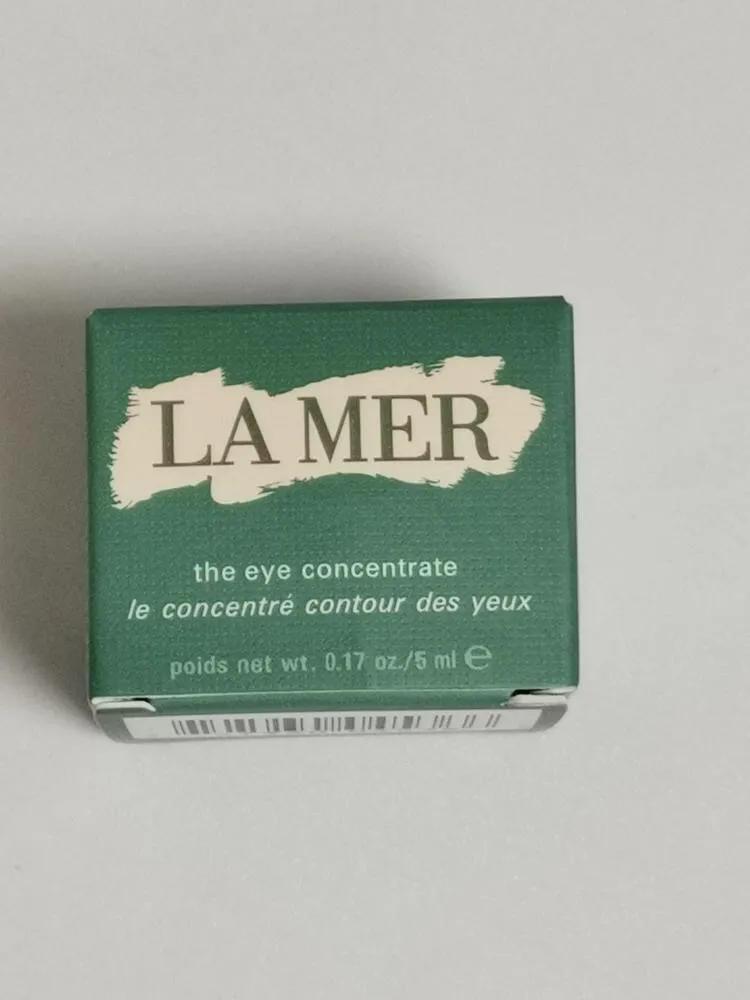 LA MER
the eye concentrate
le concentré contour des yeux
poids net wt. 0.17 oz./5 ml ℮